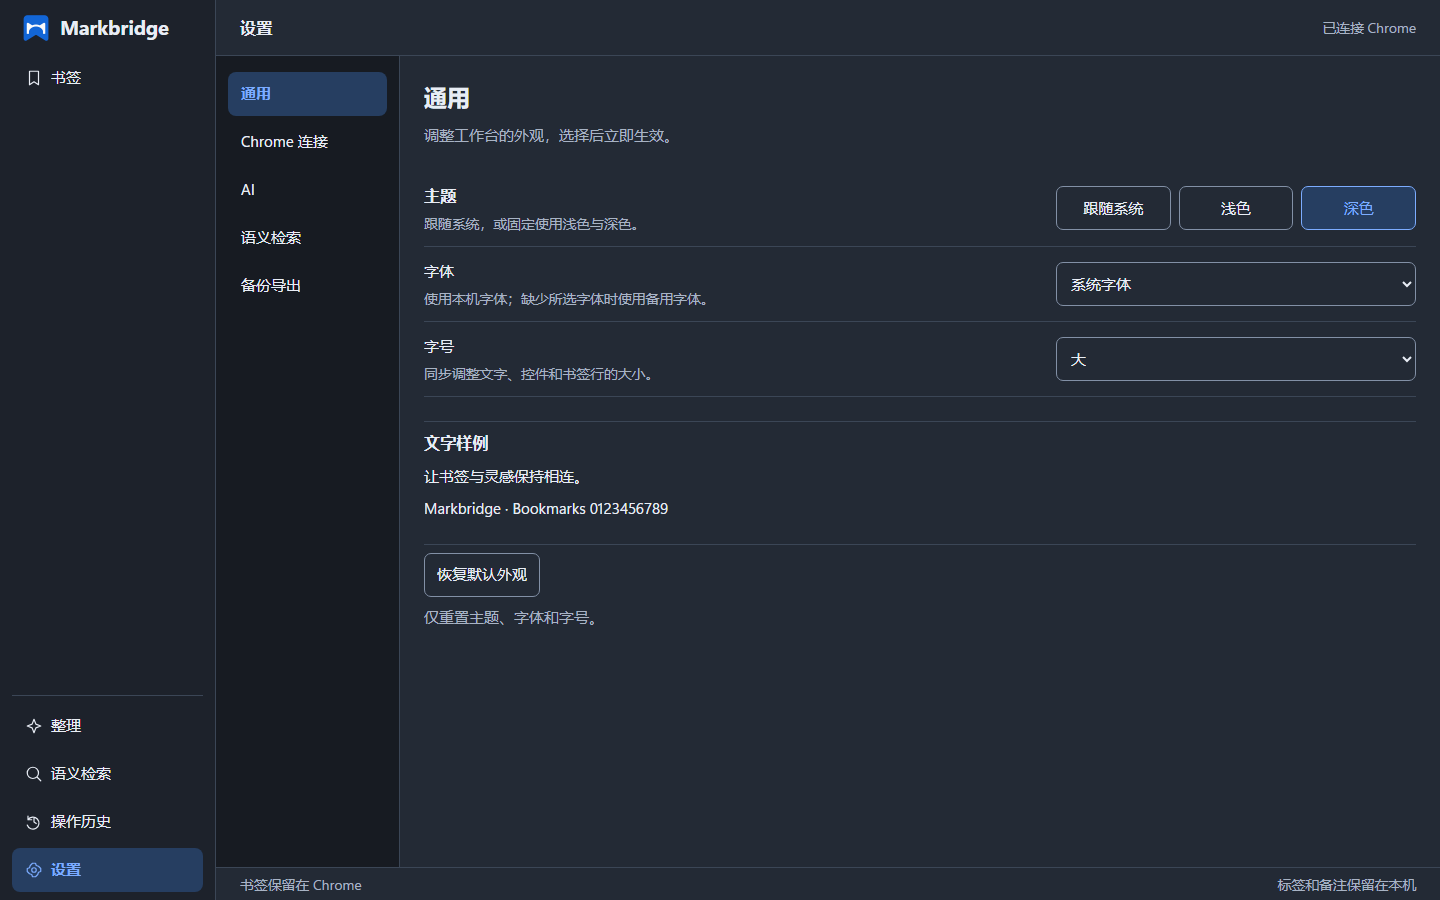 Markbridge
书签
整理
语义检索
操作历史
设置
设置
已连接 Chrome
通用
Chrome 连接
AI
语义检索
备份导出
通用
调整工作台的外观，选择后立即生效。
主题
跟随系统，或固定使用浅色与深色。
跟随系统
浅色
深色
字体
使用本机字体；缺少所选字体时使用备用字体。
系统字体
字号
同步调整文字、控件和书签行的大小。
大
文字样例
让书签与灵感保持相连。
Markbridge · Bookmarks 0123456789
恢复默认外观
仅重置主题、字体和字号。
书签保留在 Chrome
标签和备注保留在本机